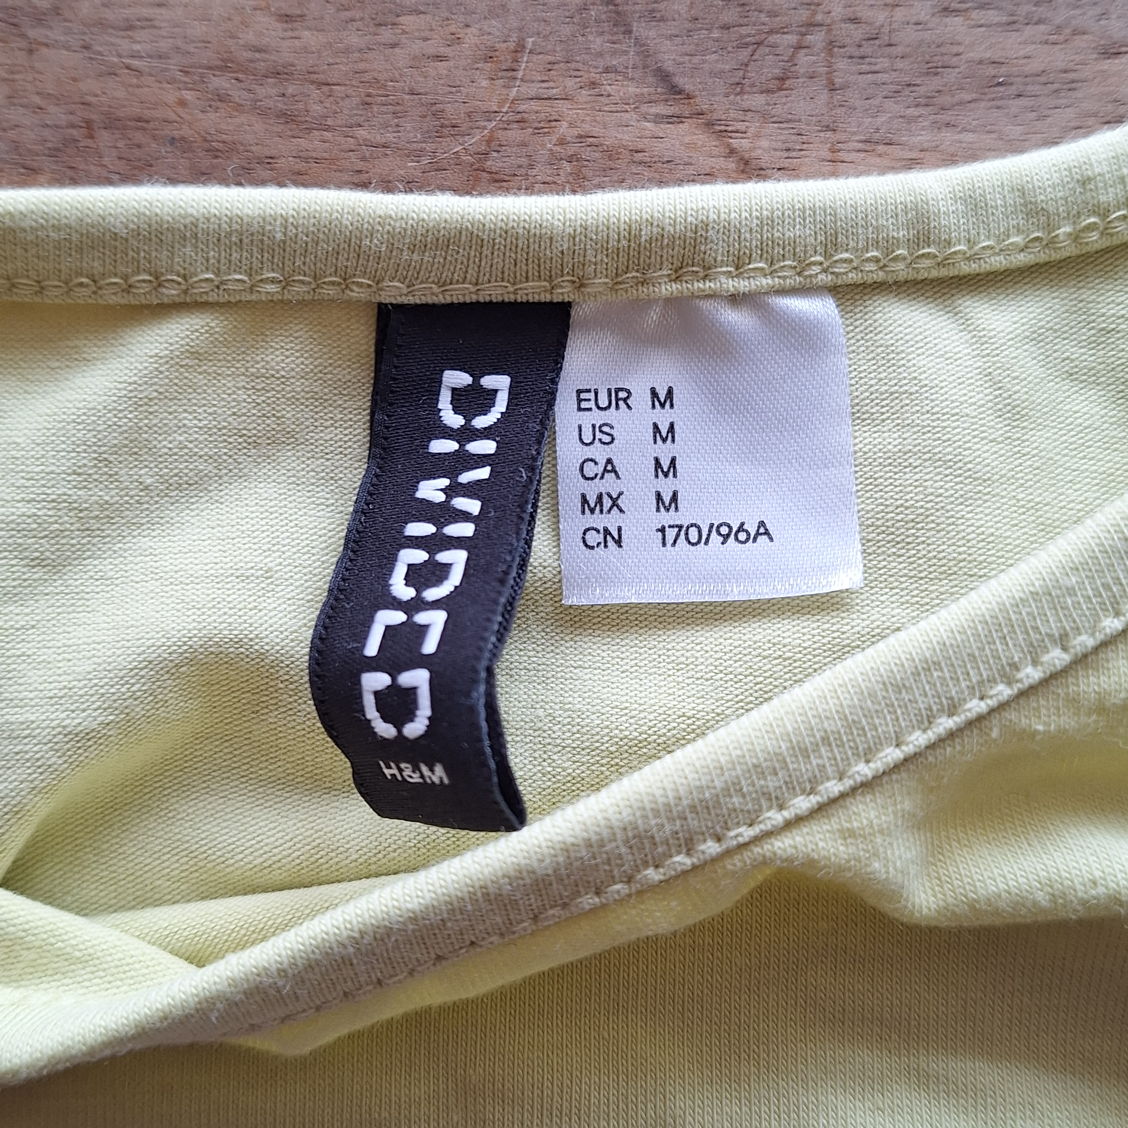 DIVIDED
H&M
EUR M
US M
CA M
MX M
CN 170/96A